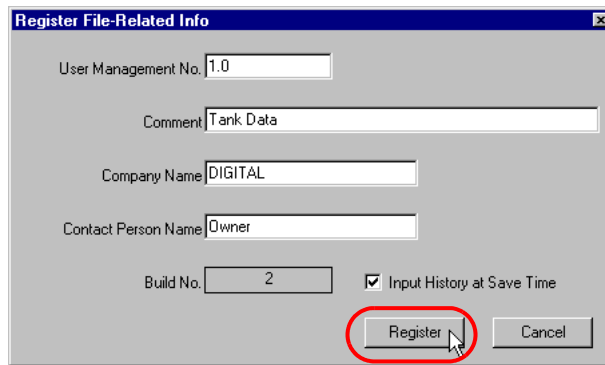 Register File-Related Info
User Management No. 1.0
Comment Tank Data
Company Name DIGITAL
Contact Person Name Owner
Build No. 2 Input History at Save Time
Register Cancel